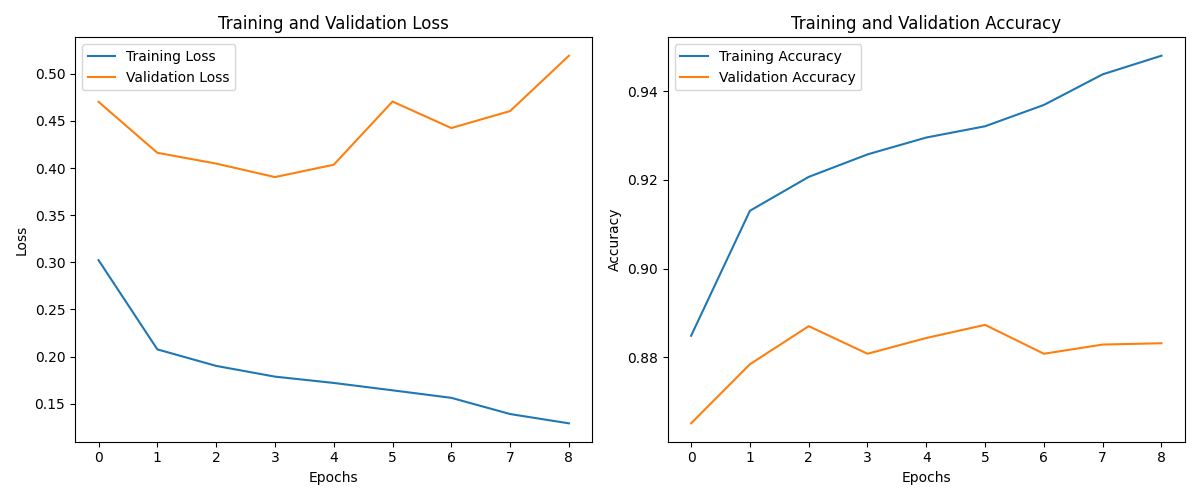 Training and Validation Loss
Training Loss
Validation Loss
0.50
0.45
0.40
0.35
0.30
0.25
0.20
0.15
Loss
0 1 2 3 4 5 6 7 8
Epochs
Training and Validation Accuracy
Training Accuracy
Validation Accuracy
0.94
0.92
0.90
0.88
Accuracy
0 1 2 3 4 5 6 7 8
Epochs